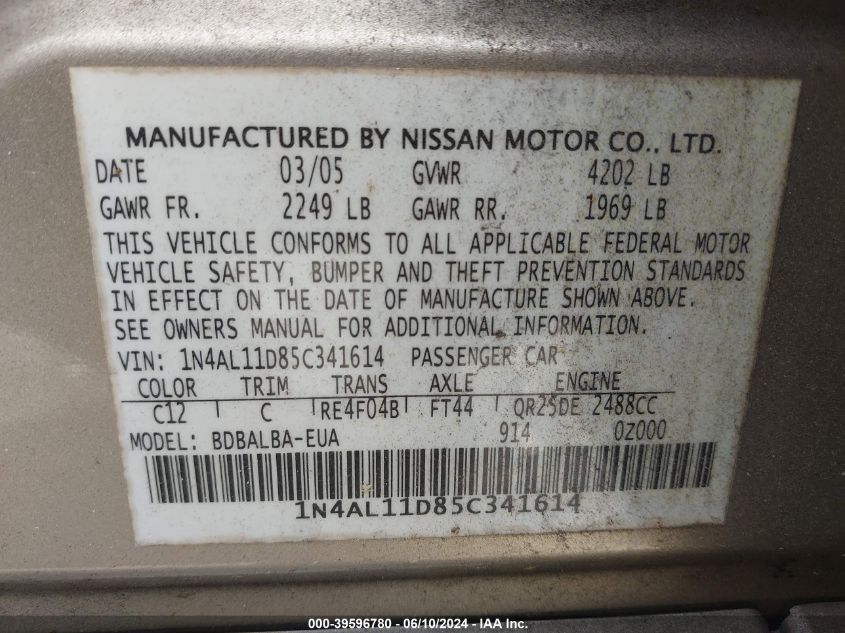 MANUFACTURED BY NISSAN MOTOR CO., LTD.
DATE 03/05 GVWR 4202 LB
GAWR FR. 2249 LB GAWR RR. 1969 LB
THIS VEHICLE CONFORMS TO ALL APPLICABLE FEDERAL MOTOR
VEHICLE SAFETY, BUMPER AND THEFT PREVENTION STANDARDS
IN EFFECT ON THE DATE OF MANUFACTURE SHOWN ABOVE.
SEE OWNERS MANUAL FOR ADDITIONAL INFORMATION.
VIN: 1N4AL11D85C341614 PASSENGER CAR
COLOR TRIM TRANS AXLE ENGINE
C12 C RE4F04B FT44 QR25DE 2488CC
MODEL: BDBALBA-EUA 914 0Z000
1N4AL11D85C341614
000-39596780 - 06/10/2024 - IAA Inc.